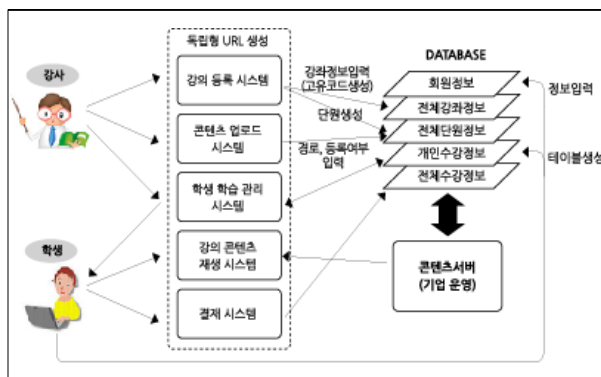 독립형 URL 생성
강사
강의 등록 시스템
콘텐츠 업로드
시스템
학생 학습 관리
시스템
학생
강의 콘텐츠
재생 시스템
결재 시스템
강좌정보입력
(고유코드생성)
단원생성
경로, 등록여부
입력
DATABASE
회원정보
전체강좌정보
전체단원정보
개인수강정보
전체수강정보
콘텐츠서버
(기업 운영)
정보입력
테이블생성